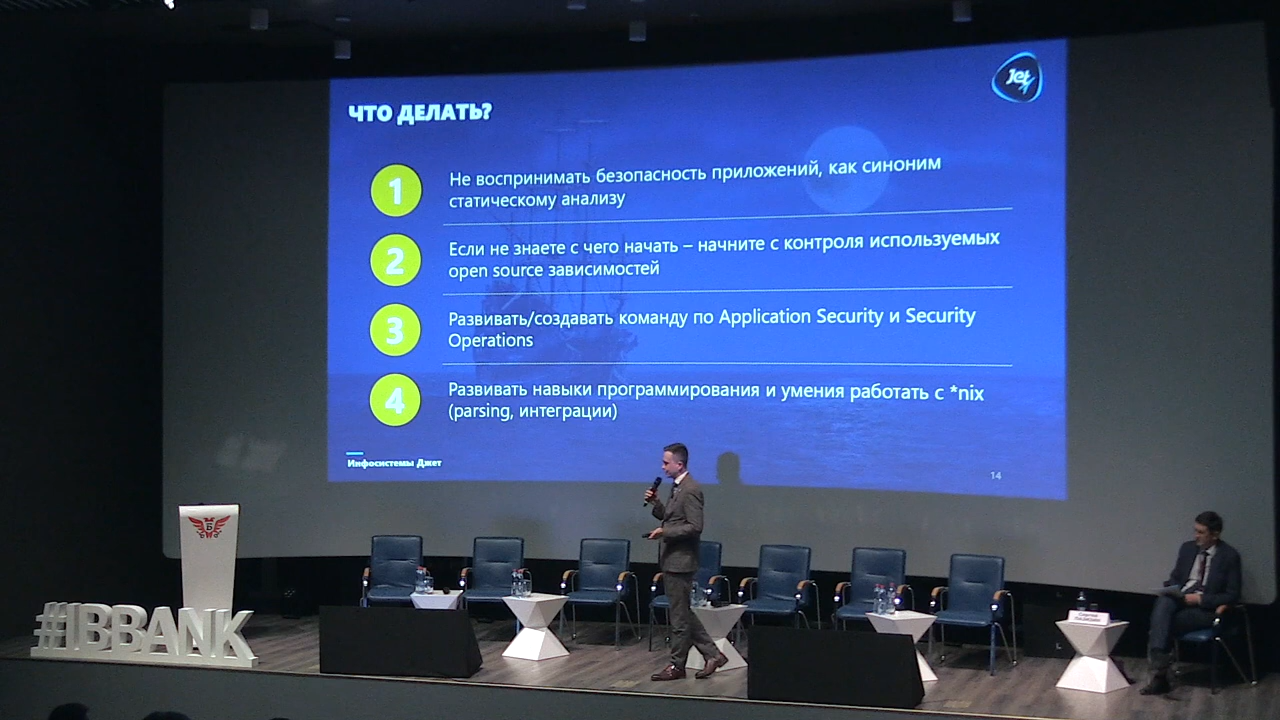 Jet
ЧТО ДЕЛАТЬ?
1
Не воспринимать безопасность приложений, как синоним
статическому анализу
2
Если не знаете с чего начать – начните с контроля используемых
open source зависимостей
3
Развивать/создавать команду по Application Security и Security
Operations
4
Развивать навыки программирования и умения работать с *nix
(parsing, интеграции)
Инфосистемы Джет
14
#IBBANK